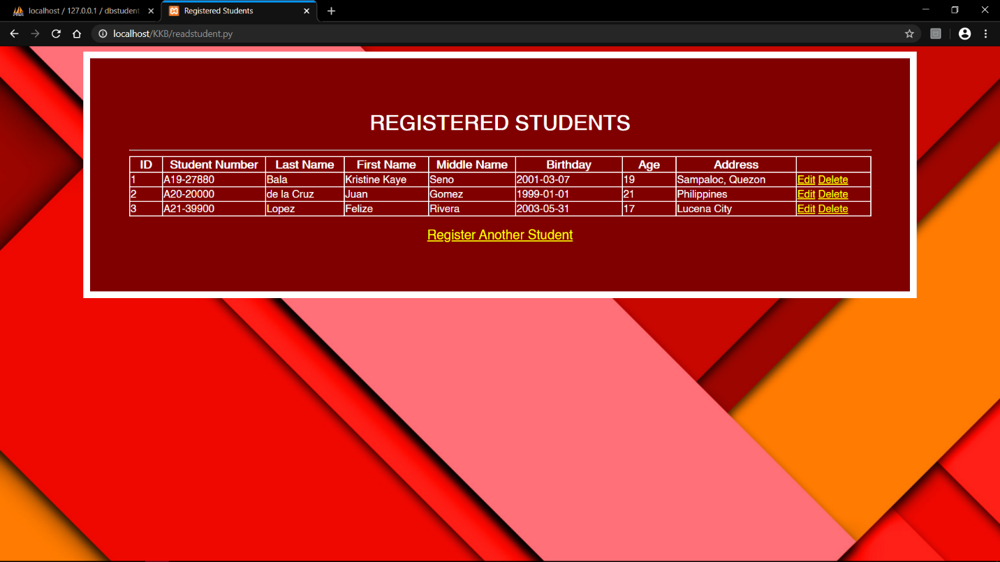 localhost / 127.0.0.1 / dbstudent
Registered Students
localhost/KKB/readstudent.py
REGISTERED STUDENTS
ID Student Number Last Name First Name Middle Name Birthday Age Address
1 A19-27880 Bala Kristine Kaye Seno 2001-03-07 19 Sampaloc, Quezon Edit Delete
2 A20-20000 de la Cruz Juan Gomez 1999-01-01 21 Philippines Edit Delete
3 A21-39900 Lopez Felize Rivera 2003-05-31 17 Lucena City Edit Delete
Register Another Student